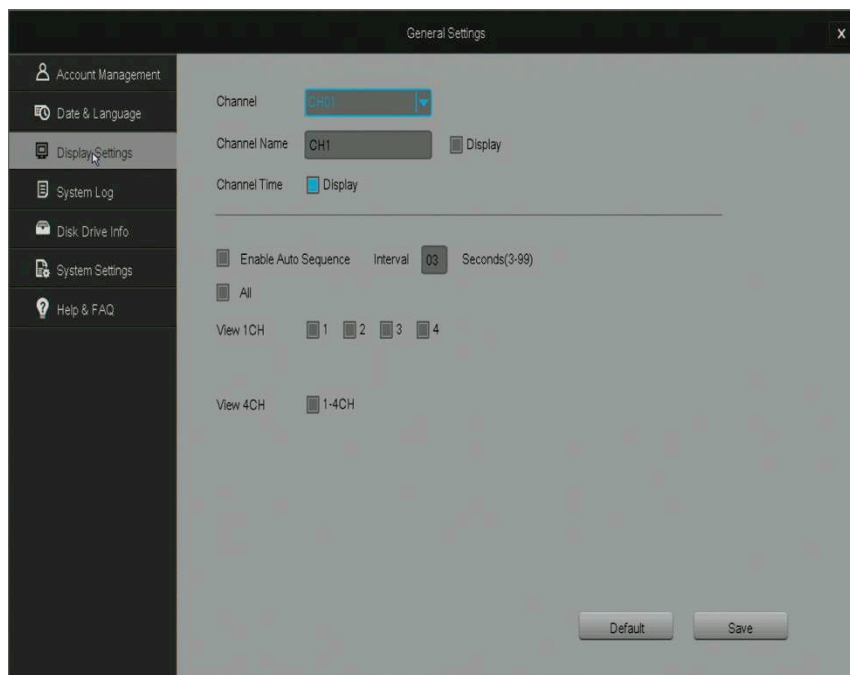 General Settings
X
Account Management
Date & Language
Display Settings
System Log
Disk Drive Info
System Settings
Help & FAQ
Channel CH01
Channel Name CH1 Display
Channel Time Display
Enable Auto Sequence Interval 03 Seconds(3-99)
All
View 1CH 1 2 3 4
View 4CH 1-4CH
Default Save